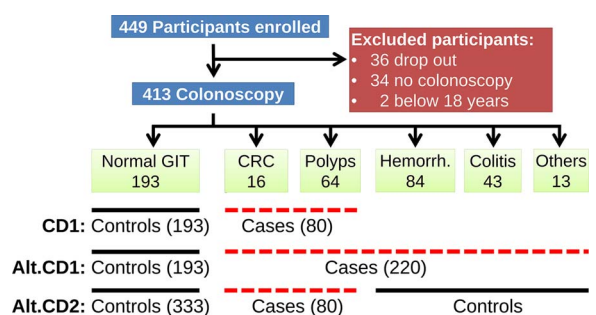 449 Participants enrolled
Excluded participants:
• 36 drop out
• 34 no colonoscopy
• 2 below 18 years
413 Colonoscopy
Normal GIT CRC Polyps Hemorrh. Colitis Others
193 16 64 84 43 13
CD1: Controls (193) Cases (80)
Alt.CD1: Controls (193) Cases (220)
Alt.CD2: Controls (333) Cases (80) Controls